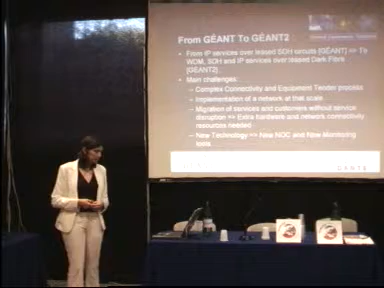 From GÉANT To GÉANT2
• From IP services over leased SDH circuits [GÉANT] => To
WDM, SDH and IP services over leased Dark Fibre
[GÉANT2]
• Main challenges:
– Complex Connectivity and Equipment Tender process
– Implementation of a network at that scale
– Migration of services and customers without service
disruption => Extra hardware and network connectivity
resources needed
– New Technology => New NOC and New Monitoring
tools
DANTE